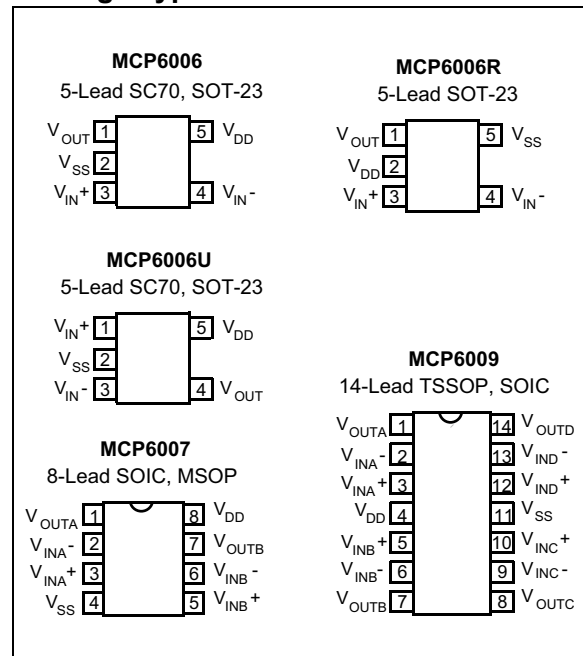 MCP6006
5-Lead SC70, SOT-23
VOUT 1 5 VDD
VSS 2
VIN+ 3 4 VIN-
MCP6006R
5-Lead SOT-23
VOUT 1 5 VSS
VDD 2
VIN+ 3 4 VIN-
MCP6006U
5-Lead SC70, SOT-23
VIN+ 1 5 VDD
VSS 2
VIN- 3 4 VOUT
MCP6007
8-Lead SOIC, MSOP
VOUTA 1 8 VDD
VINA- 2 7 VOUTB
VINA+ 3 6 VINB-
VSS 4 5 VINB+
MCP6009
14-Lead TSSOP, SOIC
VOUTA 1 14 VOUTD
VINA- 2 13 VIND-
VINA+ 3 12 VIND+
VDD 4 11 VSS
VINB+ 5 10 VINC+
VINB- 6 9 VINC-
VOUTB 7 8 VOUTC